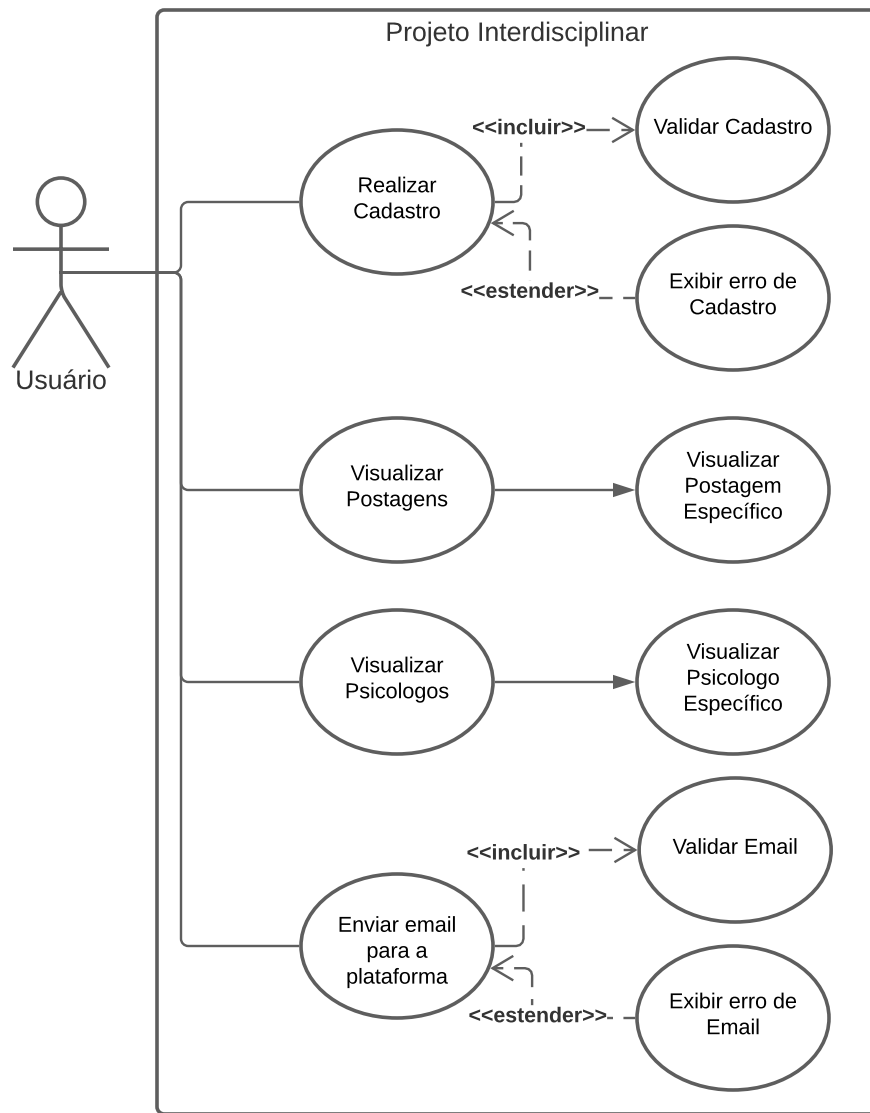 Projeto Interdisciplinar
<<incluir>>
Validar Cadastro
Realizar
Cadastro
<<estender>>
Exibir erro de
Cadastro
Usuário
Visualizar
Postagens
Visualizar
Postagem
Específico
Visualizar
Psicologos
Visualizar
Psicologo
Específico
<<incluir>>
Validar Email
Enviar email
para a
plataforma
<<estender>>
Exibir erro de
Email